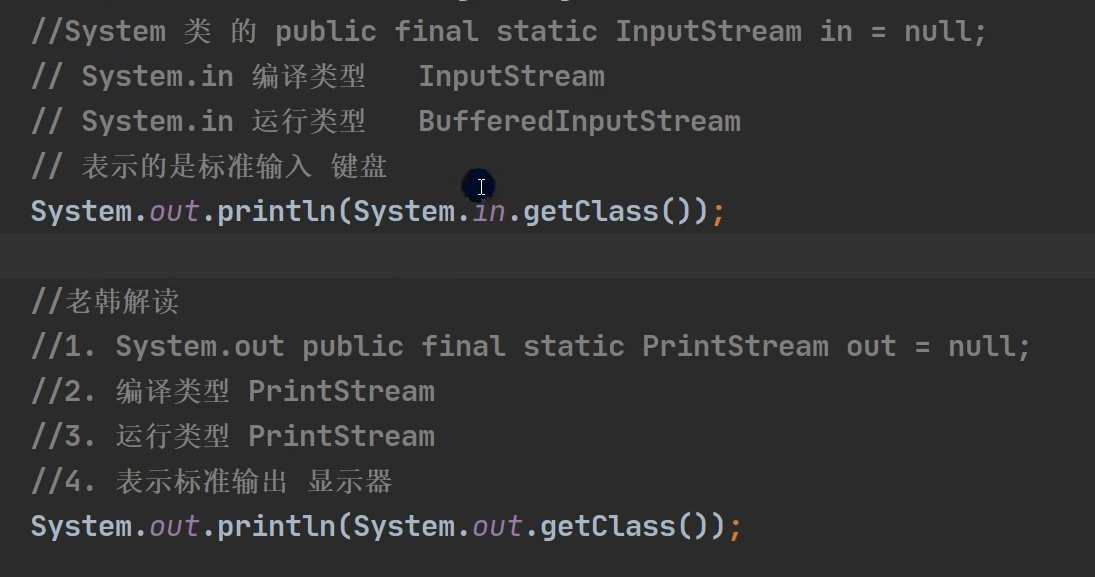 //System 类 的 public final static InputStream in = null;
// System.in 编译类型   InputStream
// System.in 运行类型   BufferedInputStream
// 表示的是标准输入 键盘
System.out.println(System.in.getClass());
//老韩解读
//1. System.out public final static PrintStream out = null;
//2. 编译类型 PrintStream
//3. 运行类型 PrintStream
//4. 表示标准输出 显示器
System.out.println(System.out.getClass());